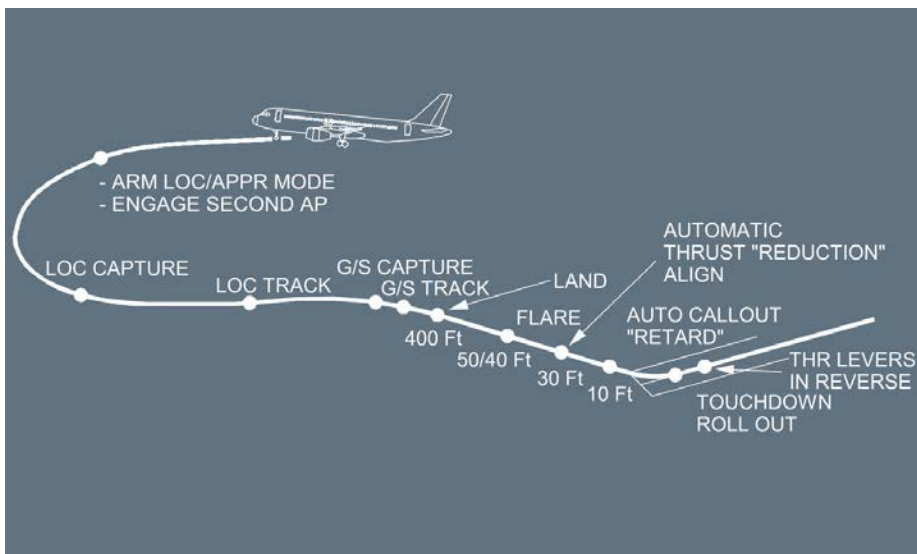 - ARM LOC/APPR MODE
- ENGAGE SECOND AP
LOC CAPTURE
LOC TRACK
G/S CAPTURE
G/S TRACK
LAND
400 Ft
FLARE
50/40 Ft
AUTOMATIC
THRUST "REDUCTION"
ALIGN
30 Ft
AUTO CALLOUT
"RETARD"
10 Ft
THR LEVERS
IN REVERSE
TOUCHDOWN
ROLL OUT